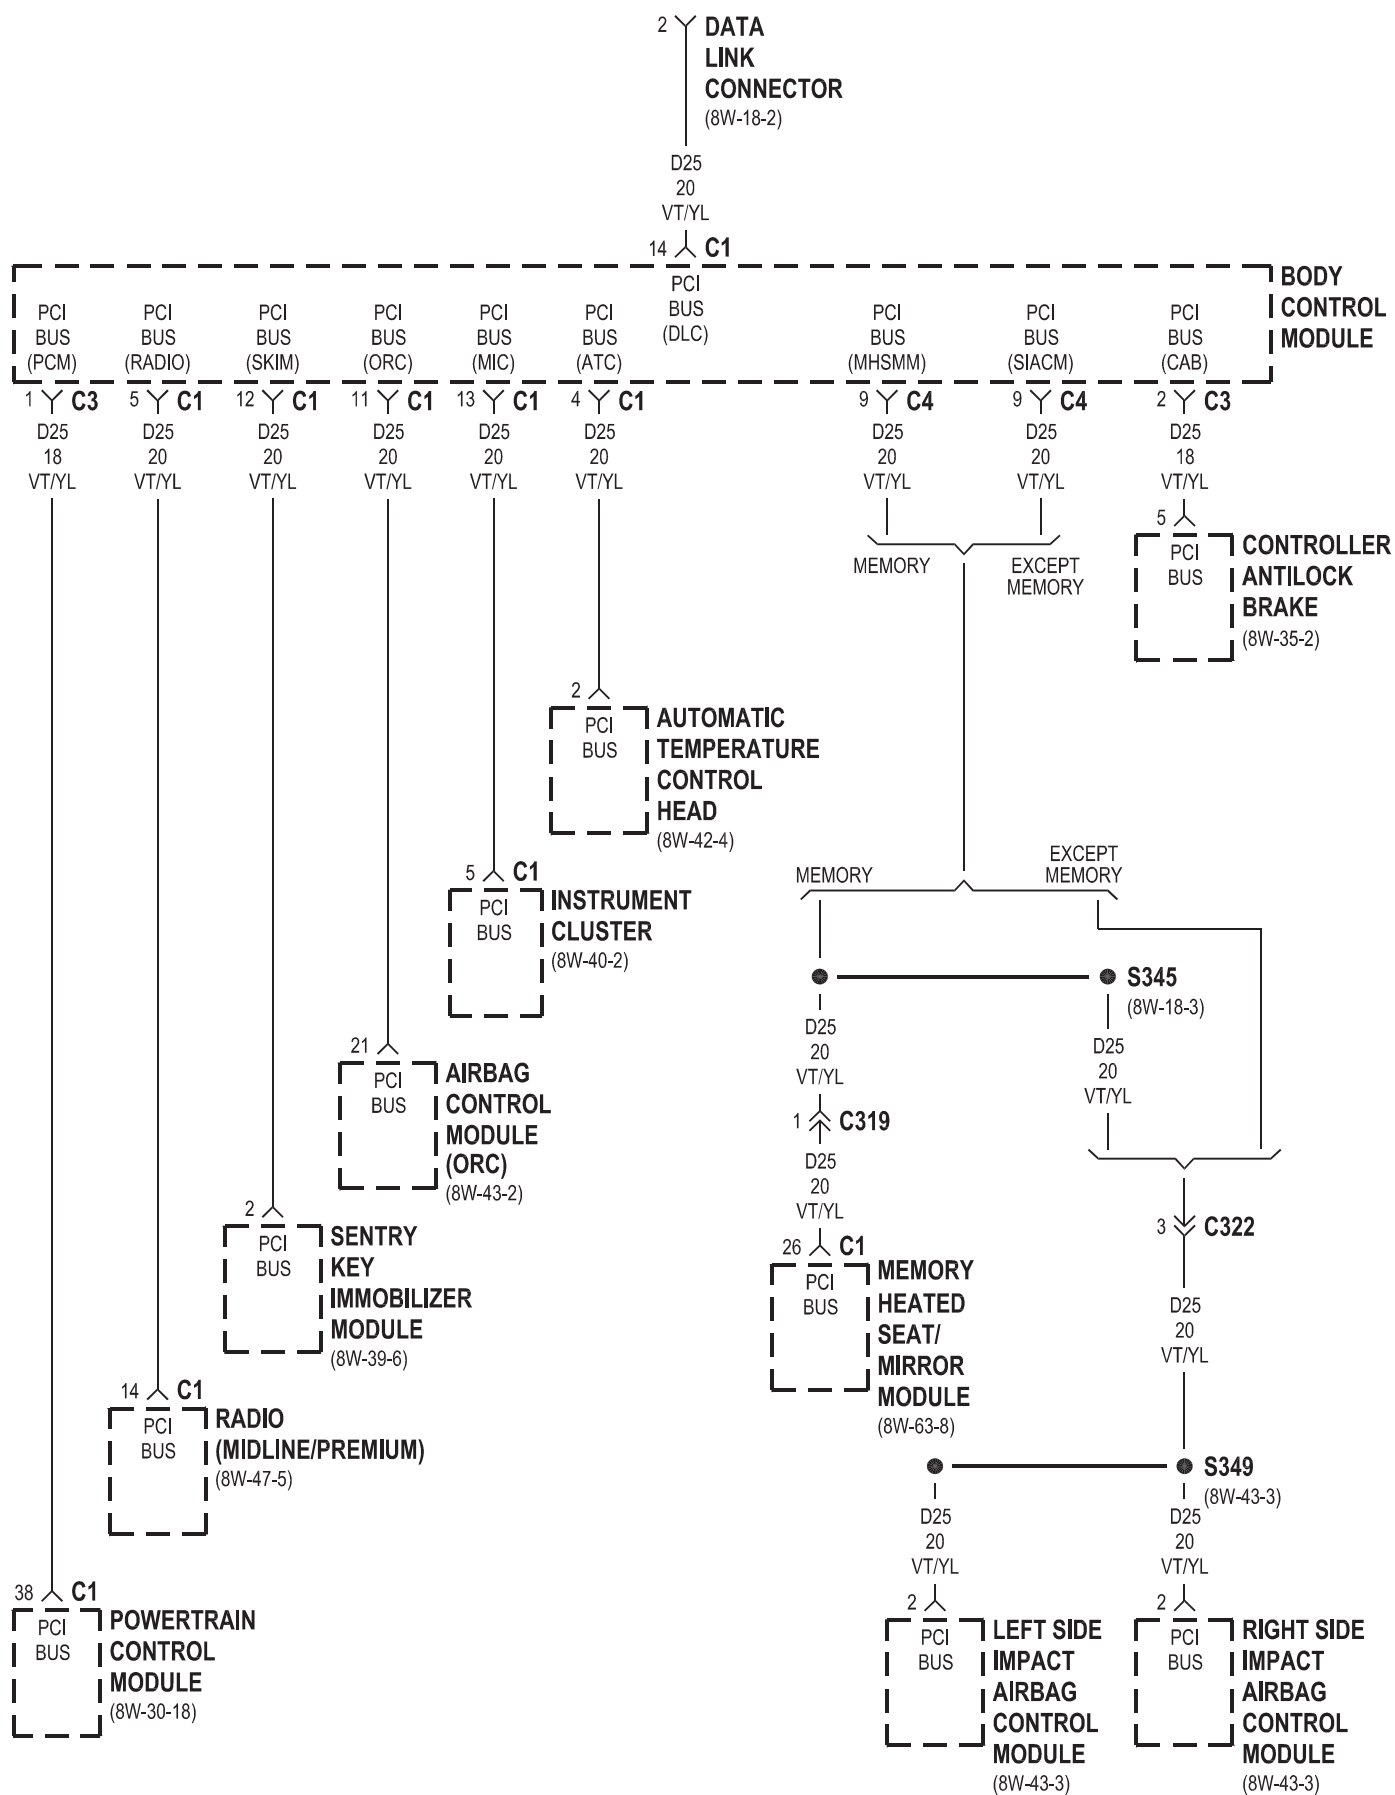 2
DATA
LINK
CONNECTOR
(8W-18-2)
D25
20
VT/YL
14 C1
PCI
BUS
(DLC)
BODY
CONTROL
MODULE
PCI
BUS
(PCM)
PCI
BUS
(RADIO)
PCI
BUS
(SKIM)
PCI
BUS
(ORC)
PCI
BUS
(MIC)
PCI
BUS
(ATC)
PCI
BUS
(MHSMM)
PCI
BUS
(SIACM)
PCI
BUS
(CAB)
1 C3
D25
18
VT/YL
5 C1
D25
20
VT/YL
12 C1
D25
20
VT/YL
11 C1
D25
20
VT/YL
13 C1
D25
20
VT/YL
4 C1
D25
20
VT/YL
9 C4
D25
20
VT/YL
9 C4
D25
20
VT/YL
2 C3
D25
18
VT/YL
5
PCI
BUS
CONTROLLER
ANTILOCK
BRAKE
(8W-35-2)
MEMORY
EXCEPT
MEMORY
2
PCI
BUS
AUTOMATIC
TEMPERATURE
CONTROL
HEAD
(8W-42-4)
5 C1
PCI
BUS
INSTRUMENT
CLUSTER
(8W-40-2)
MEMORY
EXCEPT
MEMORY
S345
(8W-18-3)
D25
20
VT/YL
D25
20
VT/YL
21
PCI
BUS
AIRBAG
CONTROL
MODULE
(ORC)
(8W-43-2)
1 C319
D25
20
VT/YL
2
PCI
BUS
SENTRY
KEY
IMMOBILIZER
MODULE
(8W-39-6)
3 C322
26 C1
PCI
BUS
MEMORY
HEATED
SEAT/
MIRROR
MODULE
(8W-63-8)
D25
20
VT/YL
14 C1
PCI
BUS
RADIO
(MIDLINE/PREMIUM)
(8W-47-5)
S349
(8W-43-3)
D25
20
VT/YL
D25
20
VT/YL
38 C1
PCI
BUS
POWERTRAIN
CONTROL
MODULE
(8W-30-18)
2
PCI
BUS
LEFT SIDE
IMPACT
AIRBAG
CONTROL
MODULE
(8W-43-3)
2
PCI
BUS
RIGHT SIDE
IMPACT
AIRBAG
CONTROL
MODULE
(8W-43-3)